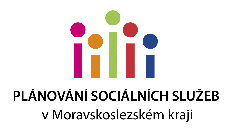 PLÁNOVÁNÍ SOCIÁLNÍCH SLUŽEB
v Moravskoslezském kraji